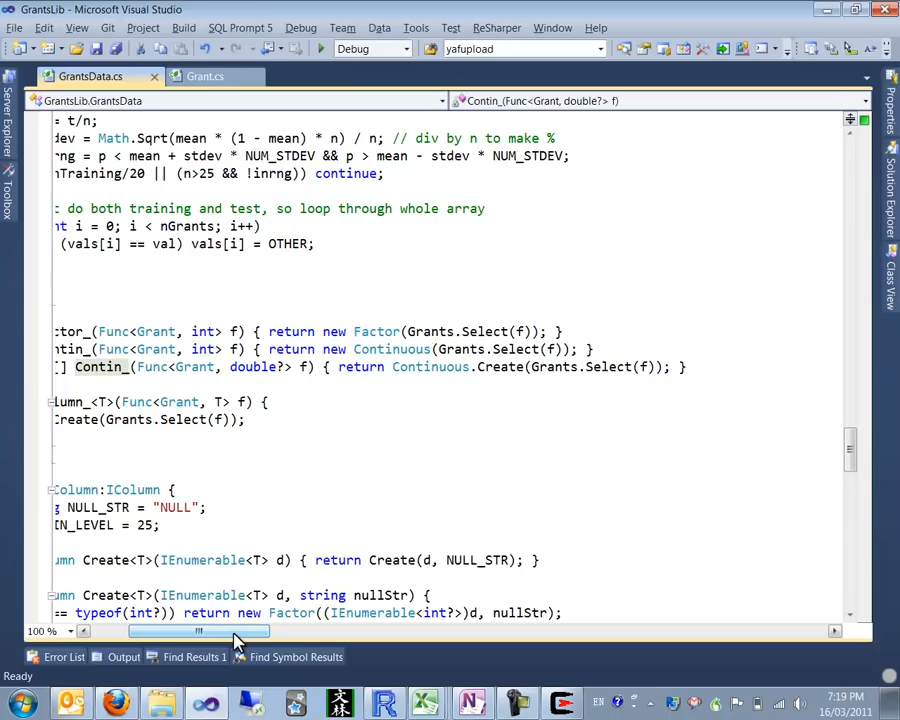 GrantsLib - Microsoft Visual Studio
File Edit View Git Project Build SQL Prompt 5 Debug Team Data Tools Test ReSharper Window Help
Debug yafupload
GrantsData.cs Grant.cs
GrantsLib.GrantsData Contin_(Func<Grant, double?> f)
= t/n;
dev = Math.Sqrt(mean * (1 - mean) * n) / n; // div by n to make %
rng = p < mean + stdev * NUM_STDEV && p > mean - stdev * NUM_STDEV;
nTraining/20 || (n>25 && !inrng)) continue;
t do both training and test, so loop through whole array
nt i = 0; i < nGrants; i++)
(vals[i] == val) vals[i] = OTHER;
ctor_(Func<Grant, int> f) { return new Factor(Grants.Select(f)); }
ntin_(Func<Grant, int> f) { return new Continuous(Grants.Select(f)); }
[] Contin_(Func<Grant, double?> f) { return Continuous.Create(Grants.Select(f)); }
lumn_<T>(Func<Grant, T> f) {
Create(Grants.Select(f));
Column:IColumn {
g NULL_STR = "NULL";
IN_LEVEL = 25;
umn Create<T>(IEnumerable<T> d) { return Create(d, NULL_STR); }
umn Create<T>(IEnumerable<T> d, string nullStr) {
== typeof(int?)) return new Factor((IEnumerable<int?>)d, nullStr);
100 %
Error List Output Find Results 1 Find Symbol Results
Ready
Server Explorer
Toolbox
Properties
Solution Explorer
Class View
EN
7:19 PM
16/03/2011